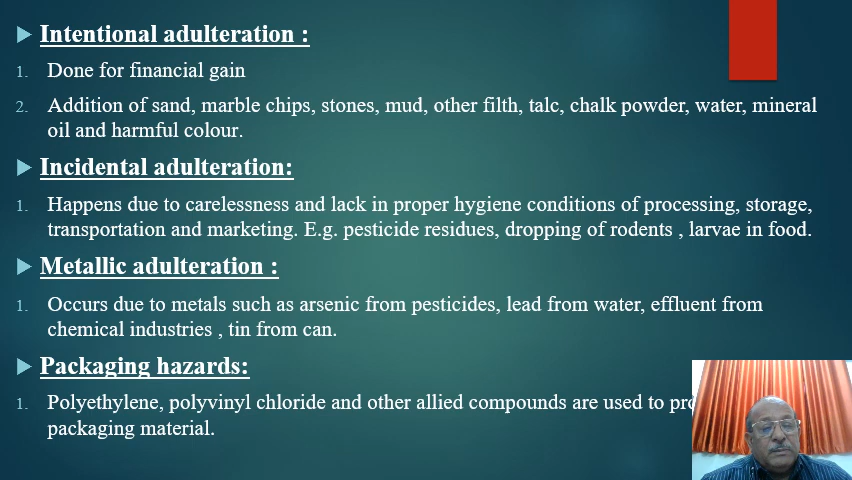 Intentional adulteration :
1. Done for financial gain
2. Addition of sand, marble chips, stones, mud, other filth, talc, chalk powder, water, mineral
oil and harmful colour.
Incidental adulteration:
1. Happens due to carelessness and lack in proper hygiene conditions of processing, storage,
transportation and marketing. E.g. pesticide residues, dropping of rodents , larvae in food.
Metallic adulteration :
1. Occurs due to metals such as arsenic from pesticides, lead from water, effluent from
chemical industries , tin from can.
Packaging hazards:
1. Polyethylene, polyvinyl chloride and other allied compounds are used to
packaging material.